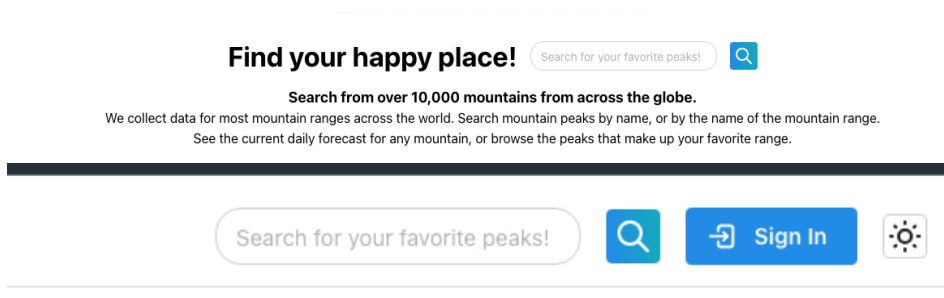 Find your happy place! Search for your favorite peaks!
Search from over 10,000 mountains from across the globe.
We collect data for most mountain ranges across the world. Search mountain peaks by name, or by the name of the mountain range.
See the current daily forecast for any mountain, or browse the peaks that make up your favorite range.
Search for your favorite peaks! Sign In